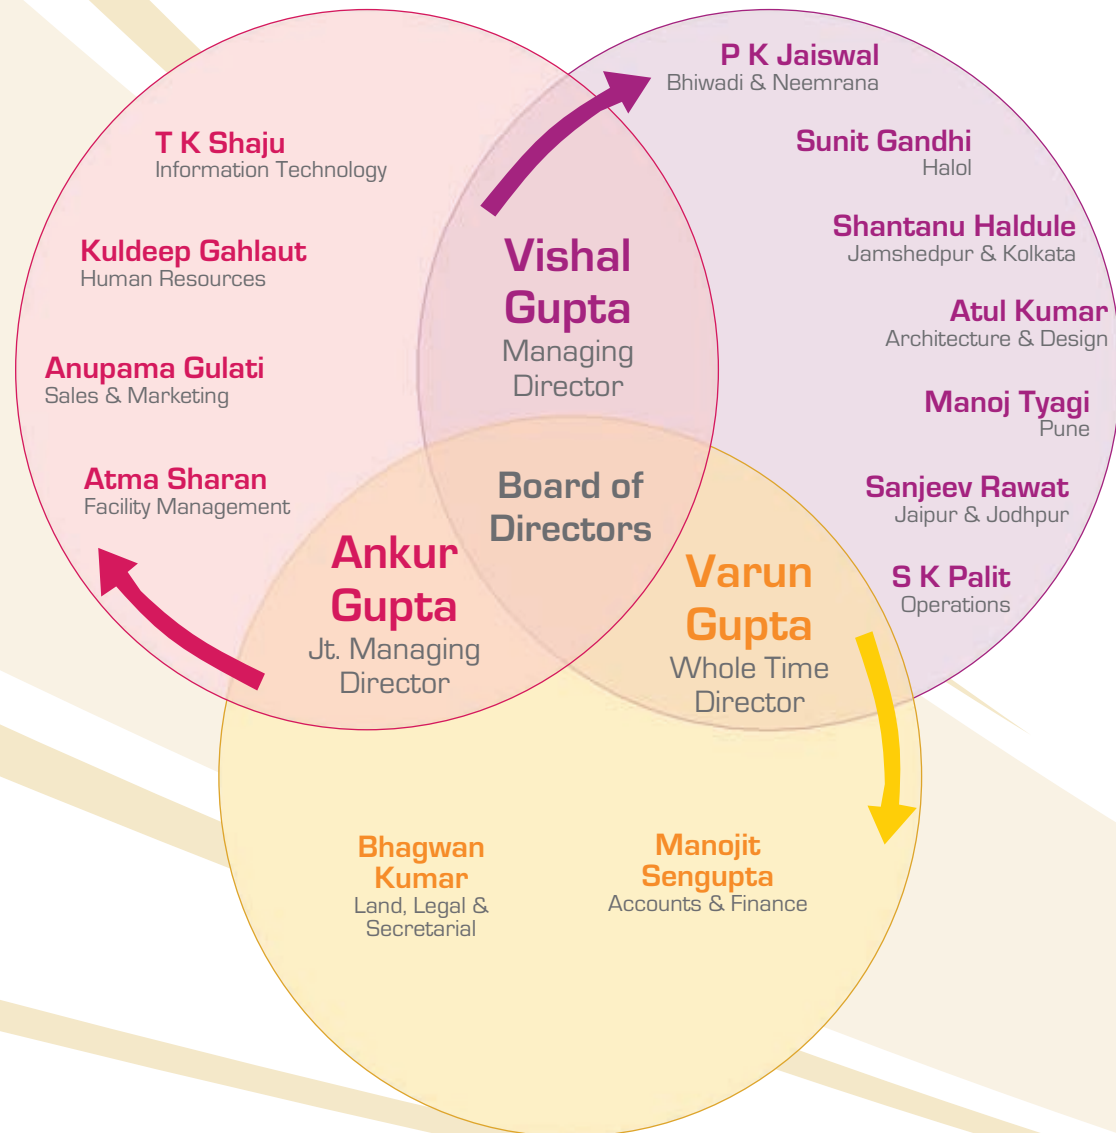 P K Jaiswal
Bhiwadi & Neemrana
T K Shaju
Information Technology
Sunit Gandhi
Halol
Kuldeep Gahlaut
Human Resources
Vishal
Gupta
Managing
Director
Shantanu Haldule
Jamshedpur & Kolkata
Atul Kumar
Architecture & Design
Anupama Gulati
Sales & Marketing
Manoj Tyagi
Pune
Atma Sharan
Facility Management
Board of
Directors
Sanjeev Rawat
Jaipur & Jodhpur
Ankur
Gupta
Jt. Managing
Director
Varun
Gupta
Whole Time
Director
S K Palit
Operations
Bhagwan
Kumar
Land, Legal &
Secretarial
Manojit
Sengupta
Accounts & Finance